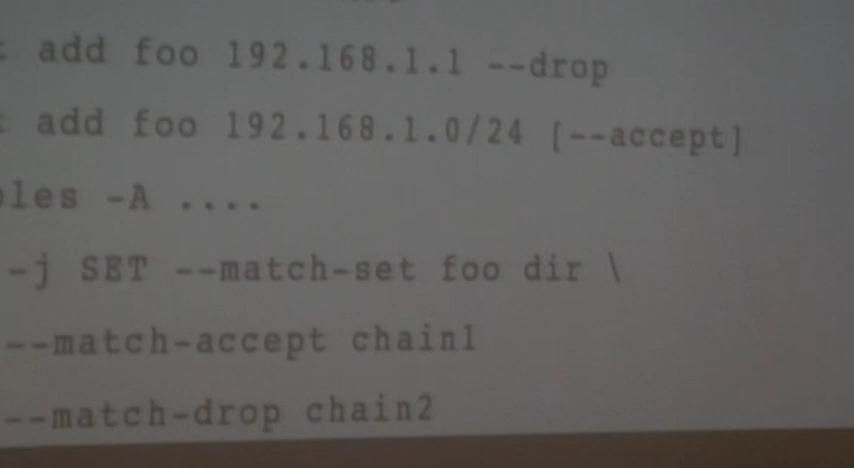 add foo 192.168.1.1 --drop
add foo 192.168.1.0/24 [--accept]
les -A ....
-j SET --match-set foo dir \
--match-accept chain1
--match-drop chain2